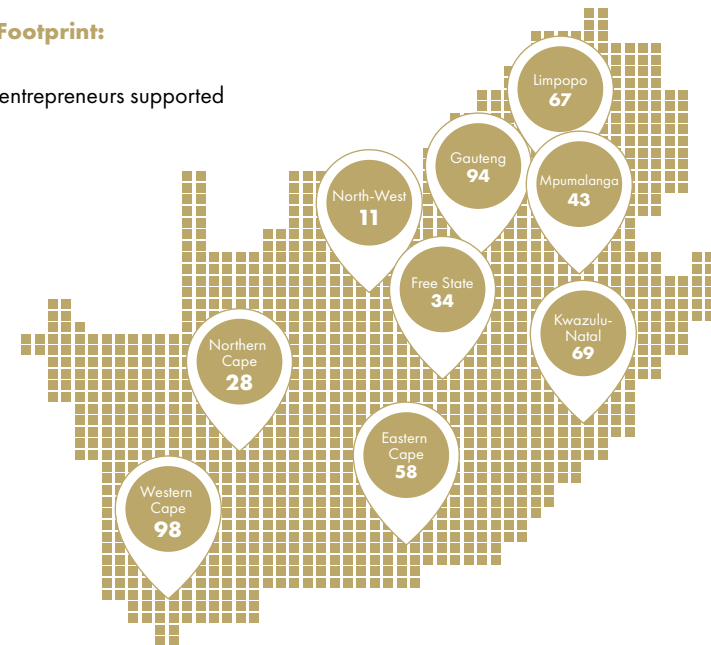 Footprint:
entrepreneurs supported
Limpopo
67
Gauteng
94
Mpumalanga
43
North-West
11
Free State
34
Kwazulu-
Natal
69
Northern
Cape
28
Eastern
Cape
58
Western
Cape
98